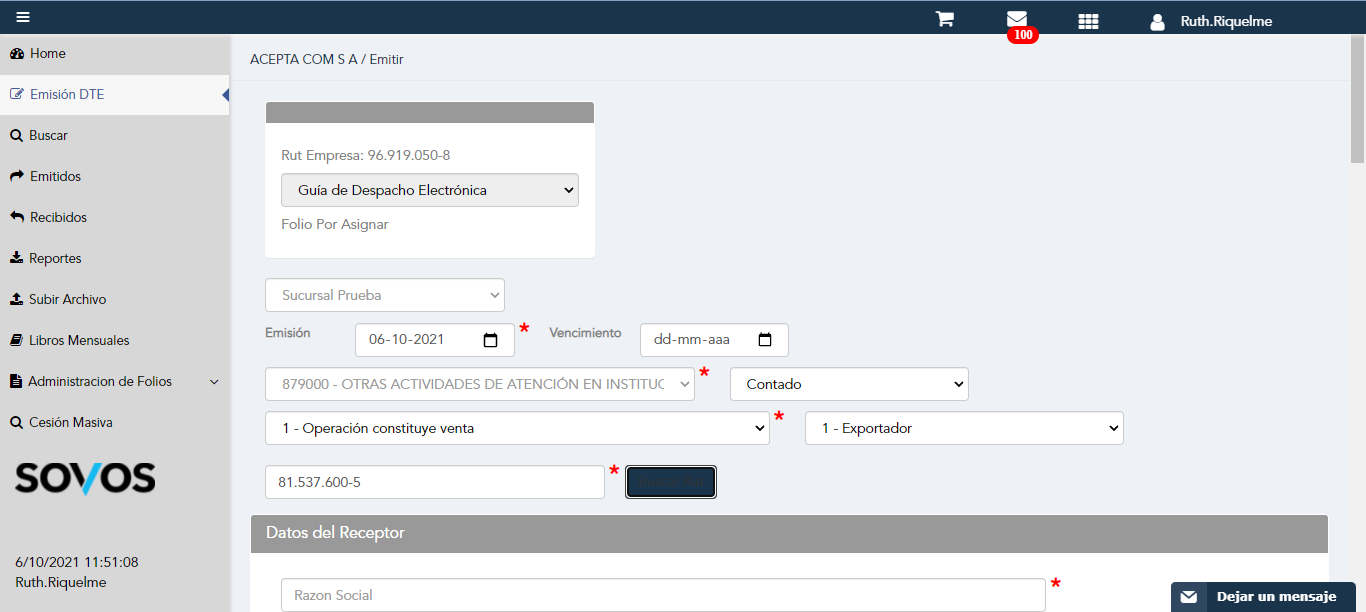 100
Ruth.Riquelme
Home
Emisión DTE
Buscar
Emitidos
Recibidos
Reportes
Subir Archivo
Libros Mensuales
Administracion de Folios
Cesión Masiva
SOVOS
6/10/2021 11:51:08
Ruth.Riquelme
ACEPTA COM S A / Emitir
Rut Empresa: 96.919.050-8
Guía de Despacho Electrónica
Folio Por Asignar
Sucursal Prueba
Emisión 06-10-2021 * Vencimiento dd-mm-aaa
879000 - OTRAS ACTIVIDADES DE ATENCIÓN EN INSTITUC * Contado
1 - Operación constituye venta * 1 - Exportador
81.537.600-5 *
Datos del Receptor
Razon Social *
Dejar un mensaje